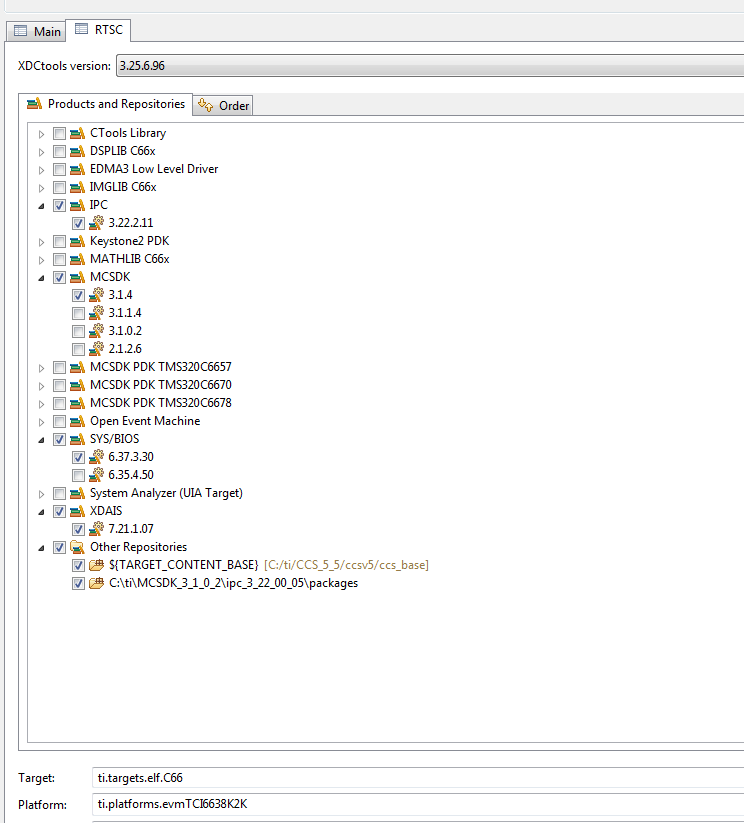 Main
RTSC
XDCtools version: 3.25.6.96
Products and Repositories
Order
CTools Library
DSPLIB C66x
EDMA3 Low Level Driver
IMGLIB C66x
IPC
3.22.2.11
Keystone2 PDK
MATHLIB C66x
MCSDK
3.1.4
3.1.1.4
3.1.0.2
2.1.2.6
MCSDK PDK TMS320C6657
MCSDK PDK TMS320C6670
MCSDK PDK TMS320C6678
Open Event Machine
SYS/BIOS
6.37.3.30
6.35.4.50
System Analyzer (UIA Target)
XDAIS
7.21.1.07
Other Repositories
${TARGET_CONTENT_BASE} [C:/ti/CCS_5_5/ccsv5/ccs_base]
C:\ti\MCSDK_3_1_0_2\ipc_3_22_00_05\packages
Target: ti.targets.elf.C66
Platform: ti.platforms.evmTCI6638K2K